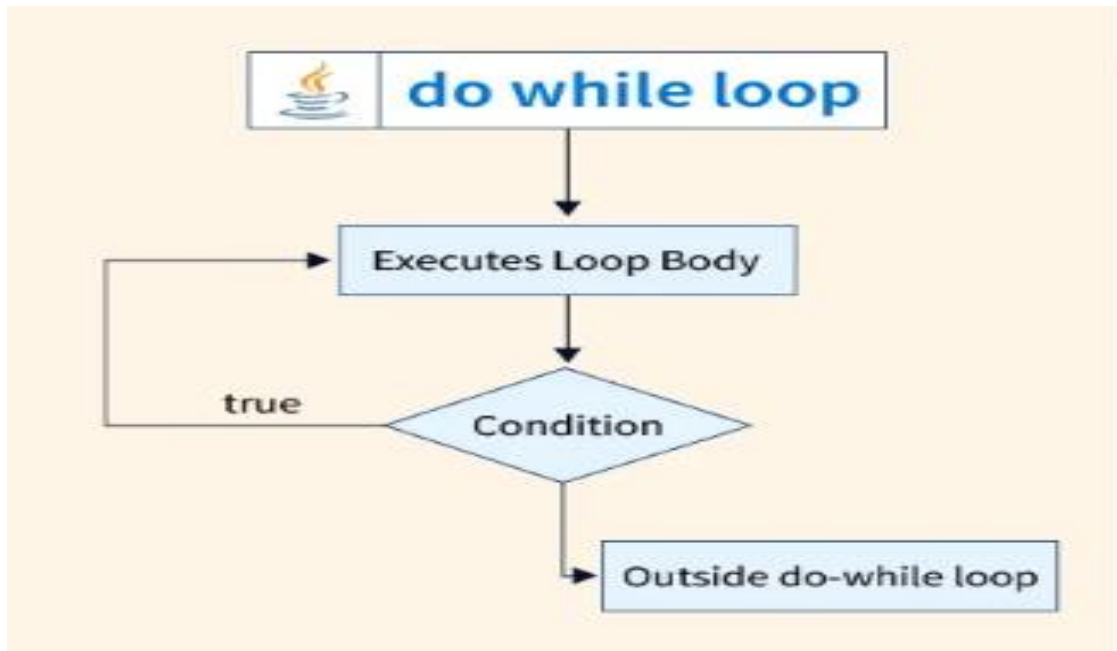 do while loop
Executes Loop Body
true
Condition
Outside do-while loop